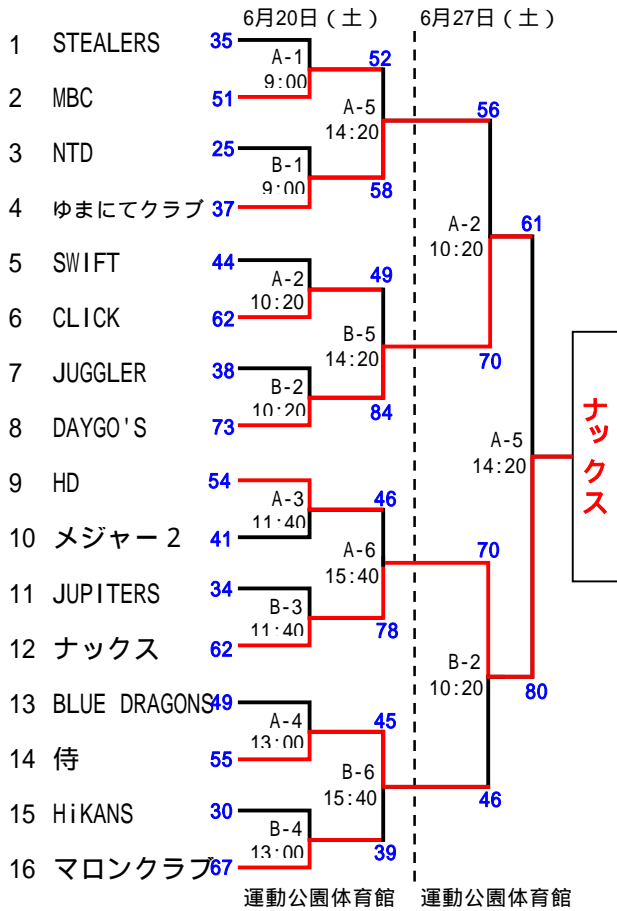 6月20日（土） 6月27日（土）
1 STEALERS 35
A-1
9:00
52
2 MBC 51
A-5
14:20
56
3 NTD 25
B-1
9:00
58
4 ゆまにてクラブ 37
A-2
10:20
61
5 SWIFT 44
A-2
10:20
49
6 CLICK 62
B-5
14:20
70
7 JUGGLER 38
B-2
10:20
84
8 DAYGO'S 73
A-5
14:20
ナックス
9 HD 54
A-3
11:40
46
10 メジャー２ 41
A-6
15:40
70
11 JUPITERS 34
B-3
11:40
78
12 ナックス 62
B-2
10:20
80
13 BLUE DRAGONS 49
A-4
13:00
45
14 侍 55
B-6
15:40
46
15 HiKANS 30
B-4
13:00
39
16 マロンクラブ 67
運動公園体育館 運動公園体育館